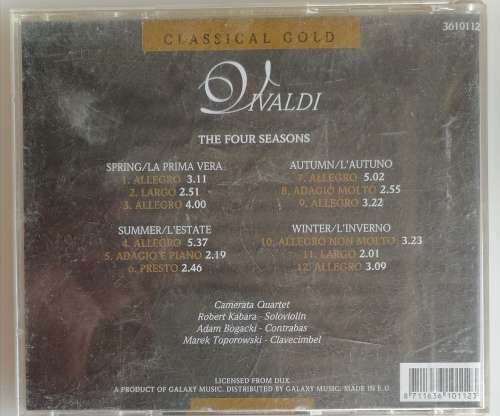 CLASSICAL GOLD
3610112
VIVALDI
THE FOUR SEASONS
SPRING/LA PRIMA VERA
1. ALLEGRO 3.11
2. LARGO 2.51
3. ALLEGRO 4.00
SUMMER/L'ESTATE
4. ALLEGRO 5.37
5. ADAGIO E PIANO 2.19
6. PRESTO 2.46
AUTUMN/L'AUTUNO
7. ALLEGRO 5.02
8. ADAGIO MOLTO 2.55
9. ALLEGRO 3.22
WINTER/L'INVERNO
10. ALLEGRO NON MOLTO 3.23
11. LARGO 2.01
12. ALLEGRO 3.09
Camerata Quartet
Robert Kabara - Soloviolin
Adam Bogacki - Contrabas
Marek Toporowski - Clavecimbel
LICENSED FROM DUX
A PRODUCT OF GALAXY MUSIC. DISTRIBUTED BY GALAXY MUSIC. MADE IN E.U.
8 711636 101123